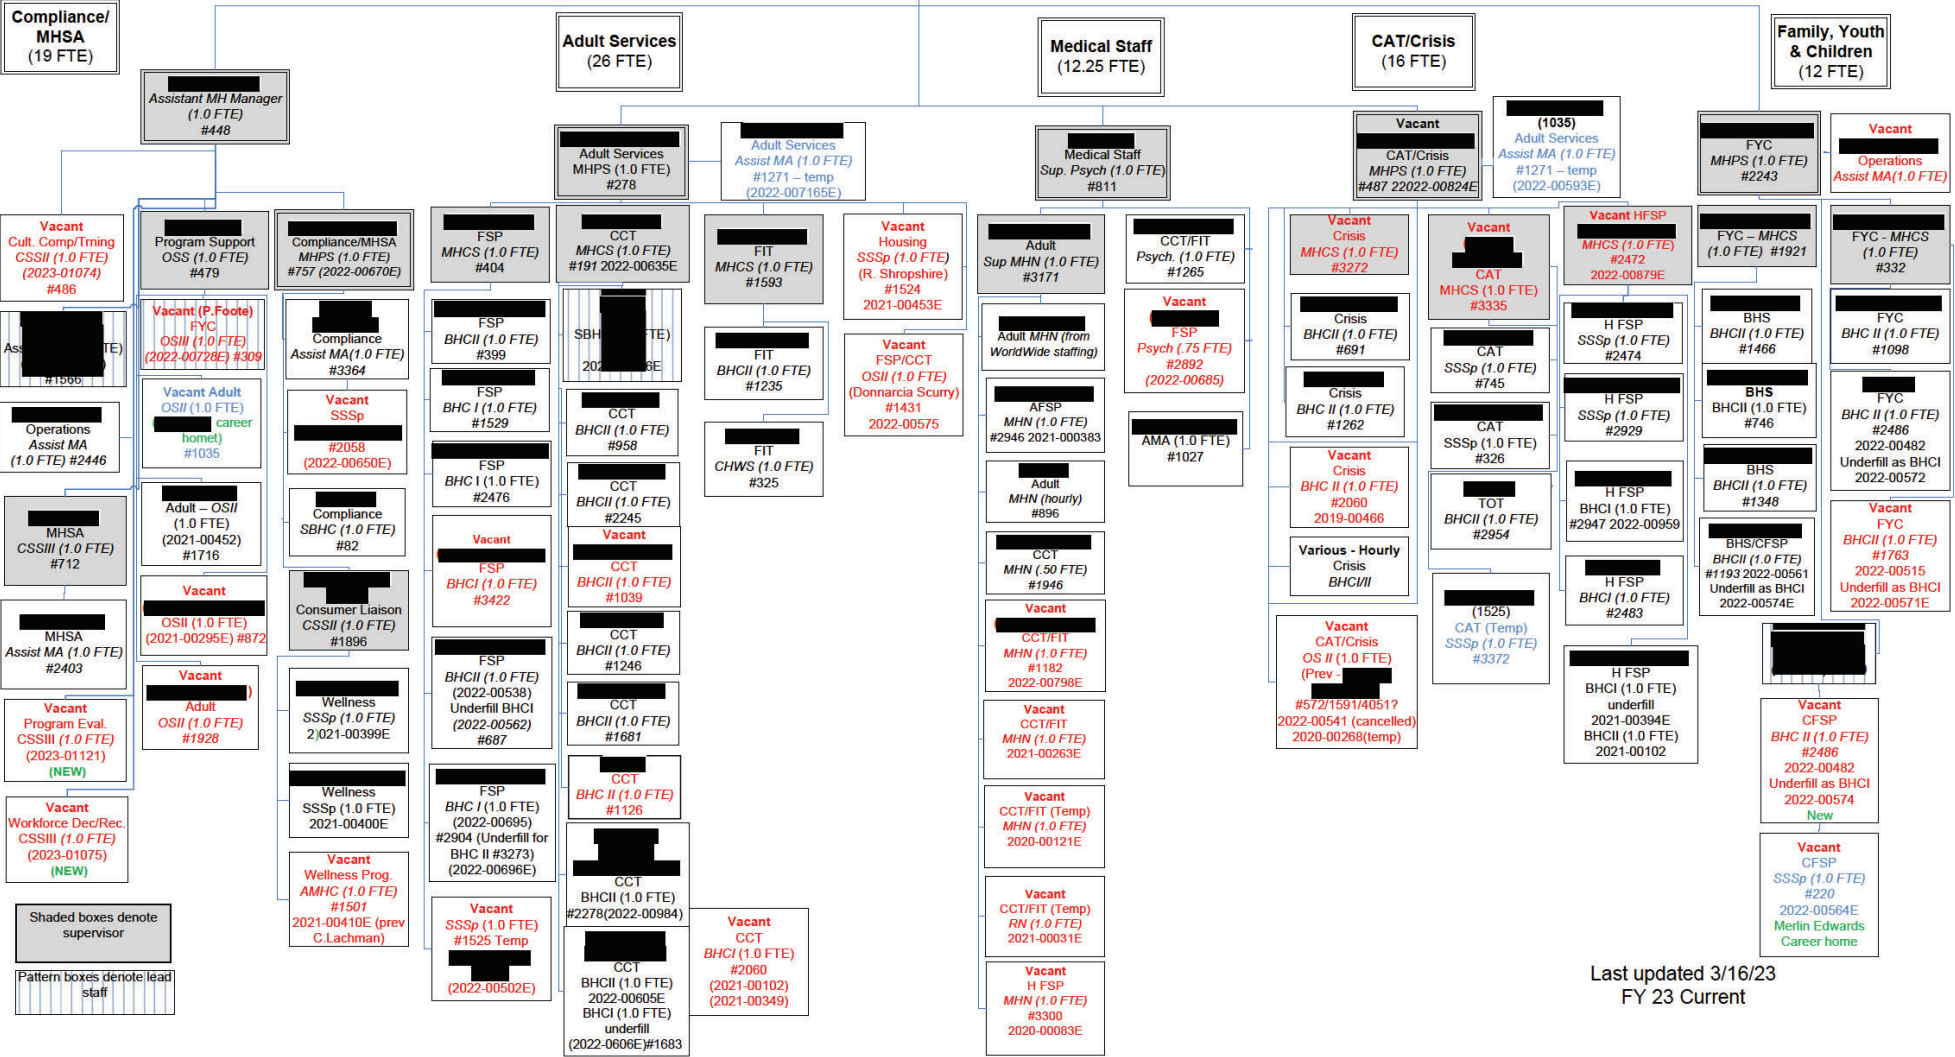 Compliance/
MHSA
(19 FTE)
Adult Services
(26 FTE)
Medical Staff
(12.25 FTE)
CAT/Crisis
(16 FTE)
Family, Youth
& Children
(12 FTE)
Assistant MH Manager
(1.0 FTE)
#448
Vacant
Cult. Comp/Trning
CSSII (1.0 FTE)
(2023-01074)
#486
TE)
#1566
Operations
Assist MA
(1.0 FTE) #2446
MHSA
CSSIII (1.0 FTE)
#712
MHSA
Assist MA (1.0 FTE)
#2403
Vacant
Program Eval.
CSSIII (1.0 FTE)
(2023-01121)
(NEW)
Vacant
Workforce Dec/Rec.
CSSIII (1.0 FTE)
(2023-01075)
(NEW)
Shaded boxes denote
supervisor
Pattern boxes denote lead
staff
Program Support
OSS (1.0 FTE)
#479
Vacant (P.Foote)
FYC
OSIII (1.0 FTE)
(2022-00728E) #309
Vacant Adult
OSII (1.0 FTE)
( career
homet)
#1035
Adult – OSII
(1.0 FTE)
(2021-00452)
#1716
Vacant
OSII (1.0 FTE)
(2021-00295E) #872
Vacant
)
Adult
OSII (1.0 FTE)
#1928
Compliance/MHSA
MHPS (1.0 FTE)
#757 (2022-00670E)
Compliance
Assist MA(1.0 FTE)
#3364
Vacant
SSSp
#2058
(2022-00650E)
Compliance
SBHC (1.0 FTE)
#82
Consumer Liaison
CSSII (1.0 FTE)
#1896
Wellness
SSSp (1.0 FTE)
2)021-00399E
Wellness
SSSp (1.0 FTE)
2021-00400E
Vacant
Wellness Prog.
AMHC (1.0 FTE)
#1501
2021-00410E (prev
C.Lachman)
Adult Services
MHPS (1.0 FTE)
#278
Adult Services
Assist MA (1.0 FTE)
#1271 – temp
(2022-007165E)
FSP
MHCS (1.0 FTE)
#404
FSP
BHCII (1.0 FTE)
#399
FSP
BHC I (1.0 FTE)
#1529
FSP
BHC I (1.0 FTE)
#2476
Vacant
FSP
BHCI (1.0 FTE)
#3422
FSP
BHCII (1.0 FTE)
(2022-00538)
Underfill BHCI
(2022-00562)
#687
FSP
BHC I (1.0 FTE)
(2022-00695)
#2904 (Underfill for
BHC II #3273)
(2022-00696E)
Vacant
SSSp (1.0 FTE)
#1525 Temp
(2022-00502E)
CCT
MHCS (1.0 FTE)
#191 2022-00635E
SBH FTE)
202 6E
CCT
BHCII (1.0 FTE)
#958
CCT
BHCII (1.0 FTE)
#2245
Vacant
CCT
BHCII (1.0 FTE)
#1039
CCT
BHCII (1.0 FTE)
#1246
CCT
BHCII (1.0 FTE)
#1681
CCT
BHC II (1.0 FTE)
#1126
CCT
BHCII (1.0 FTE)
#2278(2022-00984)
CCT
BHCII (1.0 FTE)
2022-00605E
BHCI (1.0 FTE)
underfill
(2022-0606E)#1683
Vacant
CCT
BHCI (1.0 FTE)
#2060
(2021-00102)
(2021-00349)
FIT
MHCS (1.0 FTE)
#1593
FIT
BHCII (1.0 FTE)
#1235
FIT
CHWS (1.0 FTE)
#325
Vacant
Housing
SSSp (1.0 FTE)
(R. Shropshire)
#1524
2021-00453E
Vacant
FSP/CCT
OSII (1.0 FTE)
(Donnarcia Scurry)
#1431
2022-00575
Medical Staff
Sup. Psych (1.0 FTE)
#811
Adult
Sup MHN (1.0 FTE)
#3171
Adult MHN (from
WorldWide staffing)
AFSP
MHN (1.0 FTE)
#2946 2021-000383
Adult
MHN (hourly)
#896
CCT
MHN (.50 FTE)
#1946
Vacant
CCT/FIT
MHN (1.0 FTE)
#1182
2022-00798E
Vacant
CCT/FIT
MHN (1.0 FTE)
2021-00263E
Vacant
CCT/FIT (Temp)
MHN (1.0 FTE)
2020-00121E
Vacant
CCT/FIT (Temp)
RN (1.0 FTE)
2021-00031E
Vacant
H FSP
MHN (1.0 FTE)
#3300
2020-00083E
CCT/FIT
Psych. (1.0 FTE)
#1265
Vacant
FSP
Psych (.75 FTE)
#2892
(2022-00685)
AMA (1.0 FTE)
#1027
Vacant
CAT/Crisis
MHPS (1.0 FTE)
#487 22022-00824E
(1035)
Adult Services
Assist MA (1.0 FTE)
#1271 – temp
(2022-00593E)
Vacant
Crisis
MHCS (1.0 FTE)
#3272
Crisis
BHCII (1.0 FTE)
#691
Crisis
BHC II (1.0 FTE)
#1262
Vacant
Crisis
BHC II (1.0 FTE)
#2060
2019-00466
Various - Hourly
Crisis
BHCI/II
Vacant
CAT/Crisis
OS II (1.0 FTE)
(Prev -
#572/1591/4051?
2022-00541 (cancelled)
2020-00268(temp)
Vacant
CAT
MHCS (1.0 FTE)
#3335
CAT
SSSp (1.0 FTE)
#745
CAT
SSSp (1.0 FTE)
#326
TOT
BHCII (1.0 FTE)
#2954
(1525)
CAT (Temp)
SSSp (1.0 FTE)
#3372
Vacant HFSP
MHCS (1.0 FTE)
#2472
2022-00879E
H FSP
SSSp (1.0 FTE)
#2474
H FSP
SSSp (1.0 FTE)
#2929
H FSP
BHCI (1.0 FTE)
#2947 2022-00959
H FSP
BHCI (1.0 FTE)
#2483
H FSP
BHCI (1.0 FTE)
underfill
2021-00394E
BHCII (1.0 FTE)
2021-00102
FYC
MHPS (1.0 FTE)
#2243
Vacant
Operations
Assist MA(1.0 FTE)
FYC – MHCS
(1.0 FTE) #1921
BHS
BHCII (1.0 FTE)
#1466
BHS
BHCII (1.0 FTE)
#746
BHS
BHCII (1.0 FTE)
#1348
BHS/CFSP
BHCII (1.0 FTE)
#1193 2022-00561
Underfill as BHCI
2022-00574E
FYC - MHCS
(1.0 FTE)
#332
FYC
BHC II (1.0 FTE)
#1098
FYC
BHC II (1.0 FTE)
#2486
2022-00482
Underfill as BHCI
2022-00572
Vacant
FYC
BHCII (1.0 FTE)
#1763
2022-00515
Underfill as BHCI
2022-00571E
Vacant
CFSP
BHC II (1.0 FTE)
#2486
2022-00482
Underfill as BHCI
2022-00574
New
Vacant
CFSP
SSSp (1.0 FTE)
#220
2022-00564E
Merlin Edwards
Career home
Last updated 3/16/23
FY 23 Current